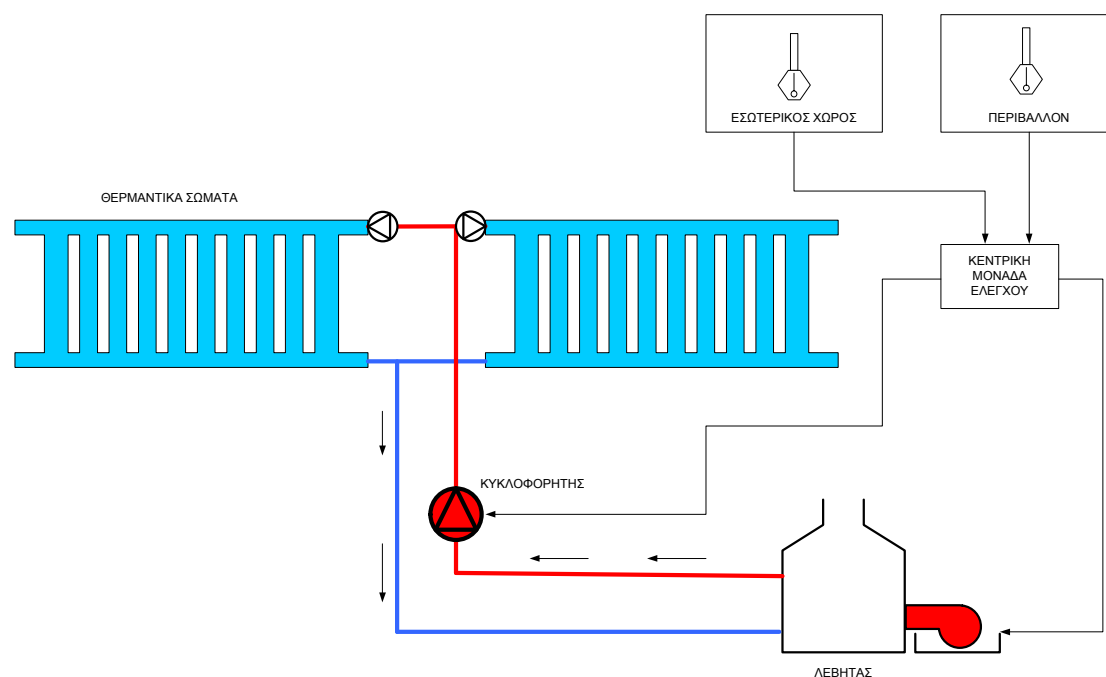 ΕΣΩΤΕΡΙΚΟΣ ΧΩΡΟΣ
ΠΕΡΙΒΑΛΛΟΝ
ΘΕΡΜΑΝΤΙΚΑ ΣΩΜΑΤΑ
ΚΕΝΤΡΙΚΗ
ΜΟΝΑΔΑ
ΕΛΕΓΧΟΥ
ΚΥΚΛΟΦΟΡΗΤΗΣ
ΛΕΒΗΤΑΣ